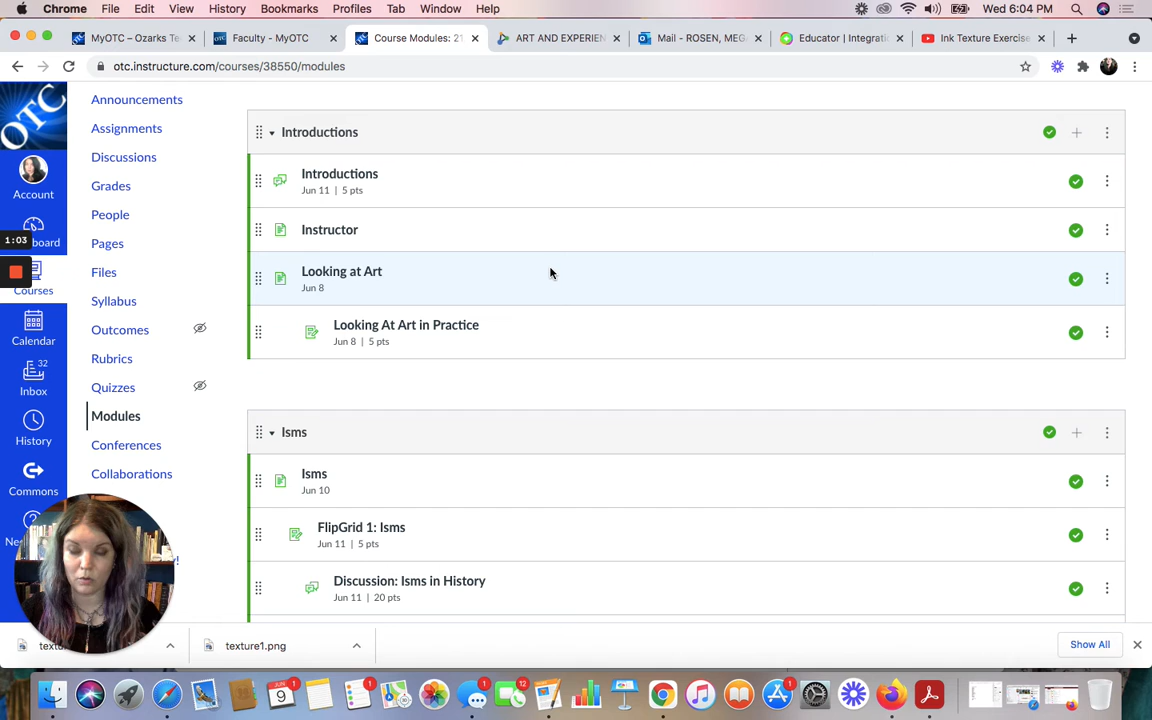 Chrome File Edit View History Bookmarks Profiles Tab Window Help Wed 6:04 PM
MyOTC – Ozarks Te
Faculty - MyOTC
Course Modules: 21
ART AND EXPERIEN
Mail - ROSEN, MEG
Educator | Integrati
Ink Texture Exercise
otc.instructure.com/courses/38550/modules
OTC
Account
Courses
Calendar
32
Inbox
History
Commons
1:03
Announcements
Assignments
Discussions
Grades
People
Pages
Files
Syllabus
Outcomes
Rubrics
Quizzes
Modules
Conferences
Collaborations
Introductions
Introductions
Jun 11 | 5 pts
Instructor
Looking at Art
Jun 8
Looking At Art in Practice
Jun 8 | 5 pts
Isms
Isms
Jun 10
FlipGrid 1: Isms
Jun 11 | 5 pts
Discussion: Isms in History
Jun 11 | 20 pts
texture1.png
Show All